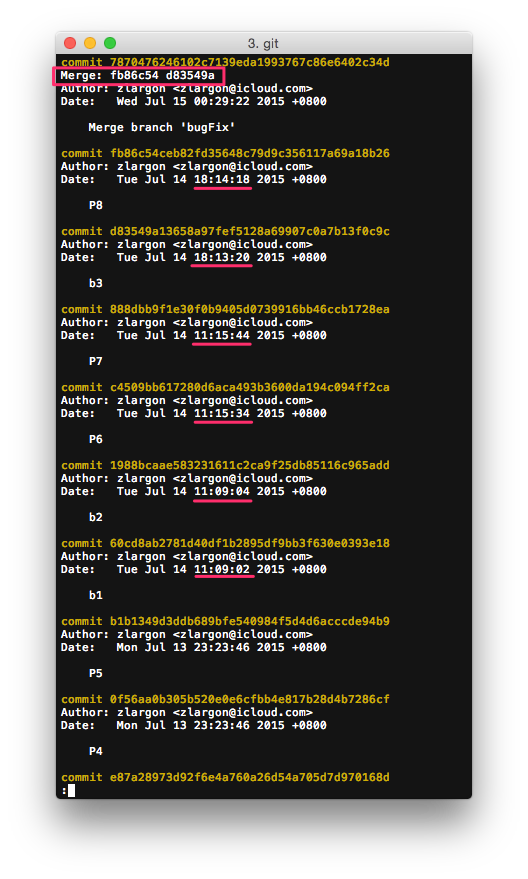 3. git
commit 7870476246102c7139eda1993767c86e6402c34d
Merge: fb86c54 d83549a
Author: zlargon <zlargon@icloud.com>
Date:   Wed Jul 15 00:29:22 2015 +0800
Merge branch 'bugFix'
commit fb86c54ceb82fd35648c79d9c356117a69a18b26
Author: zlargon <zlargon@icloud.com>
Date:   Tue Jul 14 18:14:18 2015 +0800
P8
commit d83549a13658a97fef5128a69907c0a7b13f0c9c
Author: zlargon <zlargon@icloud.com>
Date:   Tue Jul 14 18:13:20 2015 +0800
b3
commit 888dbb9f1e30f0b9405d0739916bb46ccb1728ea
Author: zlargon <zlargon@icloud.com>
Date:   Tue Jul 14 11:15:44 2015 +0800
P7
commit c4509bb617280d6aca493b3600da194c094ff2ca
Author: zlargon <zlargon@icloud.com>
Date:   Tue Jul 14 11:15:34 2015 +0800
P6
commit 1988bcaae583231611c2ca9f25db85116c965add
Author: zlargon <zlargon@icloud.com>
Date:   Tue Jul 14 11:09:04 2015 +0800
b2
commit 60cd8ab2781d40df1b2895df9bb3f630e0393e18
Author: zlargon <zlargon@icloud.com>
Date:   Tue Jul 14 11:09:02 2015 +0800
b1
commit b1b1349d3ddb689bfe540984f5d4d6acccde94b9
Author: zlargon <zlargon@icloud.com>
Date:   Mon Jul 13 23:23:46 2015 +0800
P5
commit 0f56aa0b305b520e0e6cfbb4e817b28d4b7286cf
Author: zlargon <zlargon@icloud.com>
Date:   Mon Jul 13 23:23:46 2015 +0800
P4
commit e87a28973d92f6e4a760a26d54a705d7d970168d
: